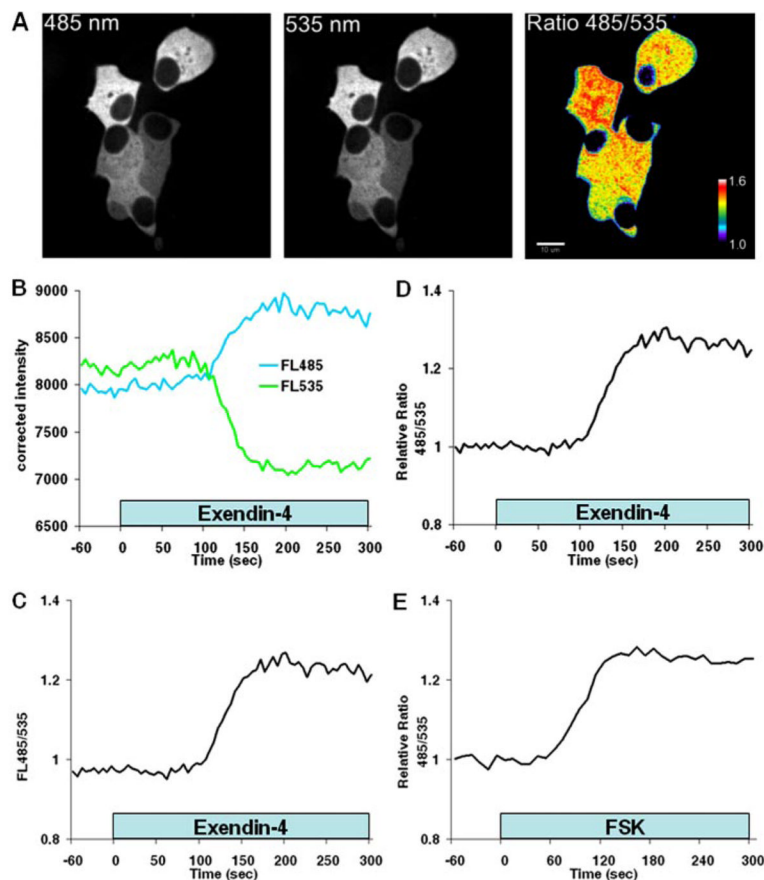 A
485 nm
535 nm
Ratio 485/535
1.6
1.0
10 µm
B
9000
8500
8000
7500
7000
6500
corrected intensity
FL485
FL535
Exendin-4
-60 0 50 100 150 200 250 300
Time (sec)
D
1.4
1.2
1
0.8
Relative Ratio
485/535
Exendin-4
-60 0 50 100 150 200 250 300
Time (sec)
C
1.4
1.2
1
0.8
FL485/535
Exendin-4
-60 0 50 100 150 200 250 300
Time (sec)
E
1.4
1.2
1
0.8
Relative Ratio
485/535
FSK
-60 0 60 120 180 240 300
Time (sec)